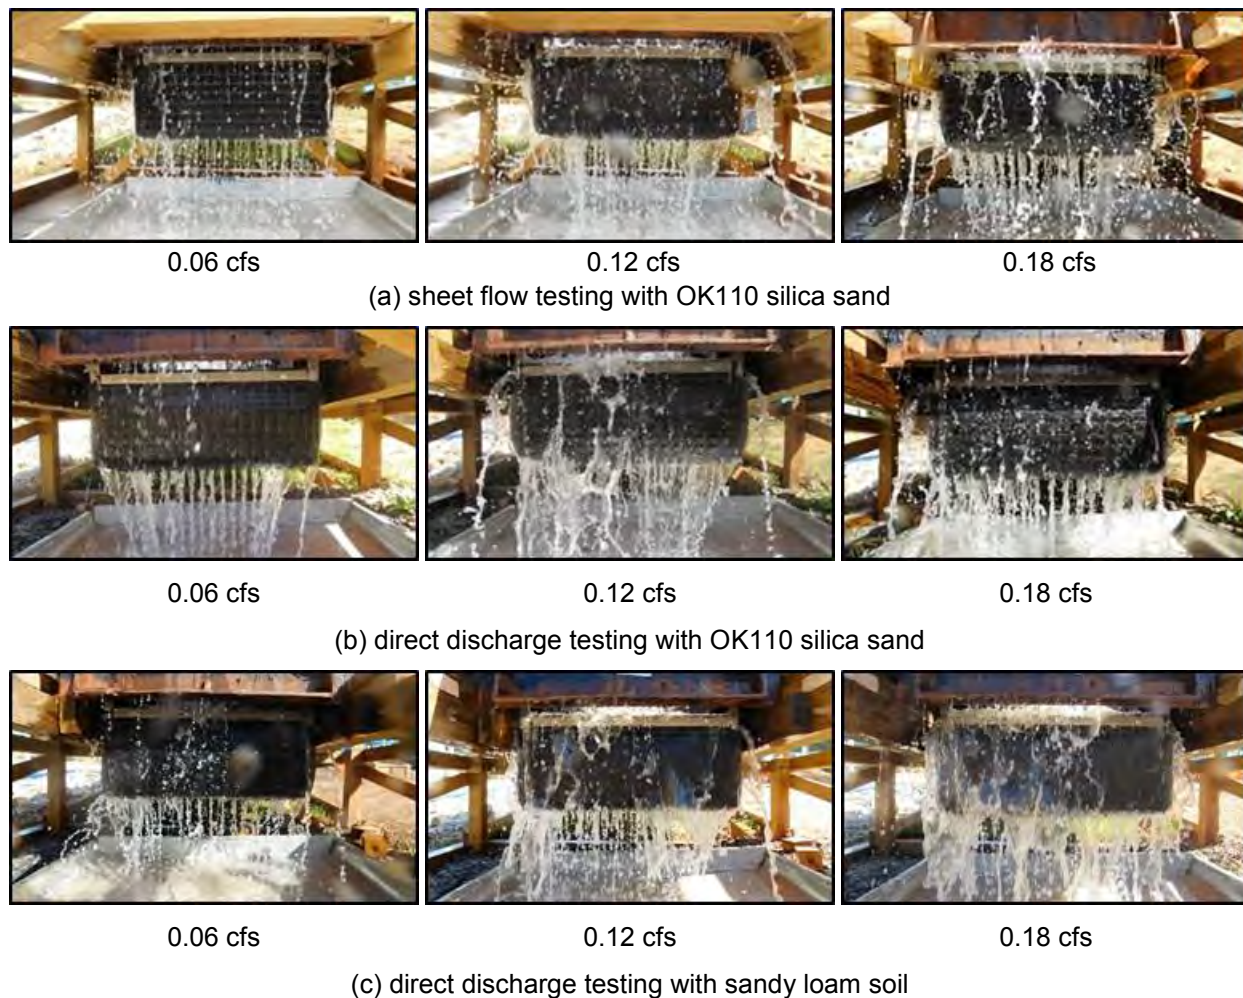 0.06 cfs
0.12 cfs
0.18 cfs
(a) sheet flow testing with OK110 silica sand
0.06 cfs
0.12 cfs
0.18 cfs
(b) direct discharge testing with OK110 silica sand
0.06 cfs
0.12 cfs
0.18 cfs
(c) direct discharge testing with sandy loam soil